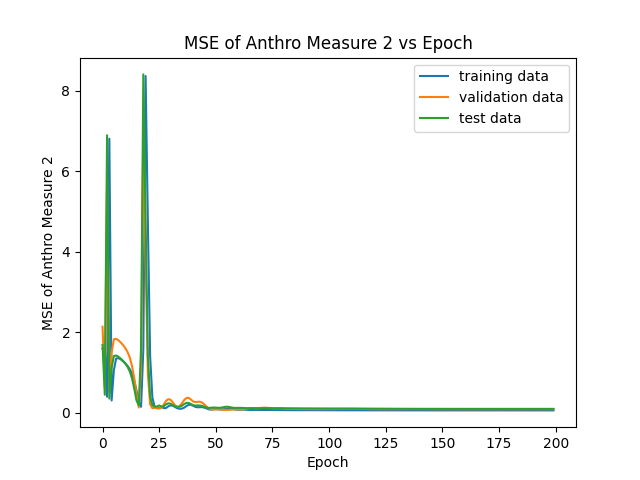 MSE of Anthro Measure 2 vs Epoch
training data
validation data
test data
MSE of Anthro Measure 2
8
6
4
2
0
0 25 50 75 100 125 150 175 200
Epoch